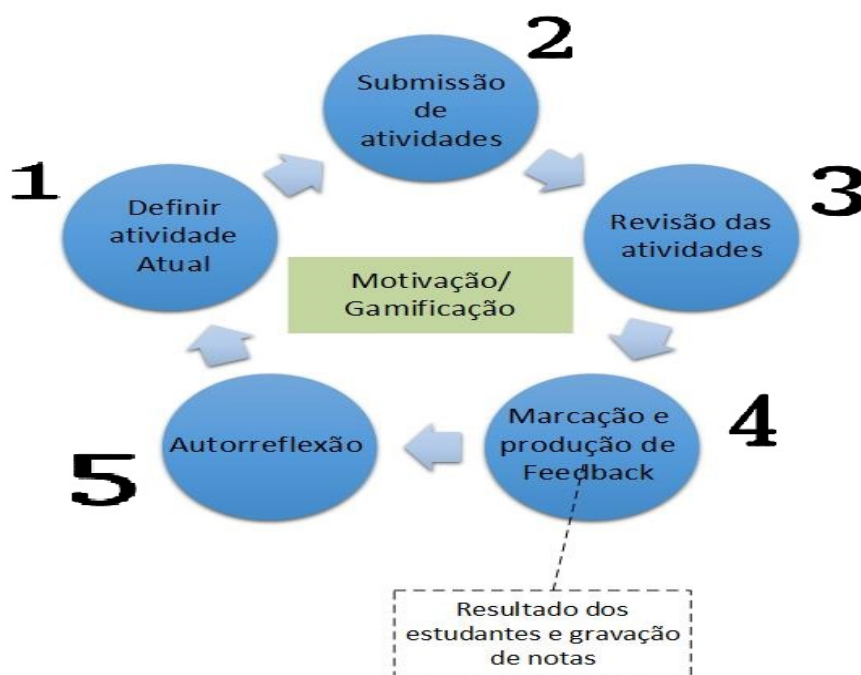 1
Definir
atividade
Atual
2
Submissão
de
atividades
3
Revisão das
atividades
4
Marcação e
produção de
Feedback
Resultado dos
estudantes e gravação
de notas
5
Autorreflexão
Motivação/
Gamificação